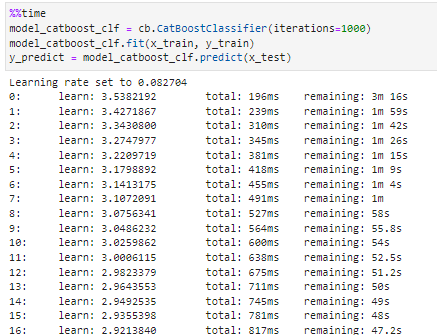 %%time
model_catboost_clf = cb.CatBoostClassifier(iterations=1000)
model_catboost_clf.fit(x_train, y_train)
y_predict = model_catboost_clf.predict(x_test)
Learning rate set to 0.082704
0: learn: 3.5382192 total: 196ms remaining: 3m 16s
1: learn: 3.4271867 total: 239ms remaining: 1m 59s
2: learn: 3.3430800 total: 310ms remaining: 1m 42s
3: learn: 3.2747977 total: 345ms remaining: 1m 26s
4: learn: 3.2209719 total: 381ms remaining: 1m 15s
5: learn: 3.1798892 total: 418ms remaining: 1m 9s
6: learn: 3.1413175 total: 455ms remaining: 1m 4s
7: learn: 3.1072091 total: 491ms remaining: 1m
8: learn: 3.0756341 total: 527ms remaining: 58s
9: learn: 3.0486232 total: 564ms remaining: 55.8s
10: learn: 3.0259862 total: 600ms remaining: 54s
11: learn: 3.0006115 total: 638ms remaining: 52.5s
12: learn: 2.9823379 total: 675ms remaining: 51.2s
13: learn: 2.9643553 total: 711ms remaining: 50s
14: learn: 2.9492535 total: 745ms remaining: 49s
15: learn: 2.9355398 total: 781ms remaining: 48s
16: learn: 2.9213840 total: 817ms remaining: 47.2s